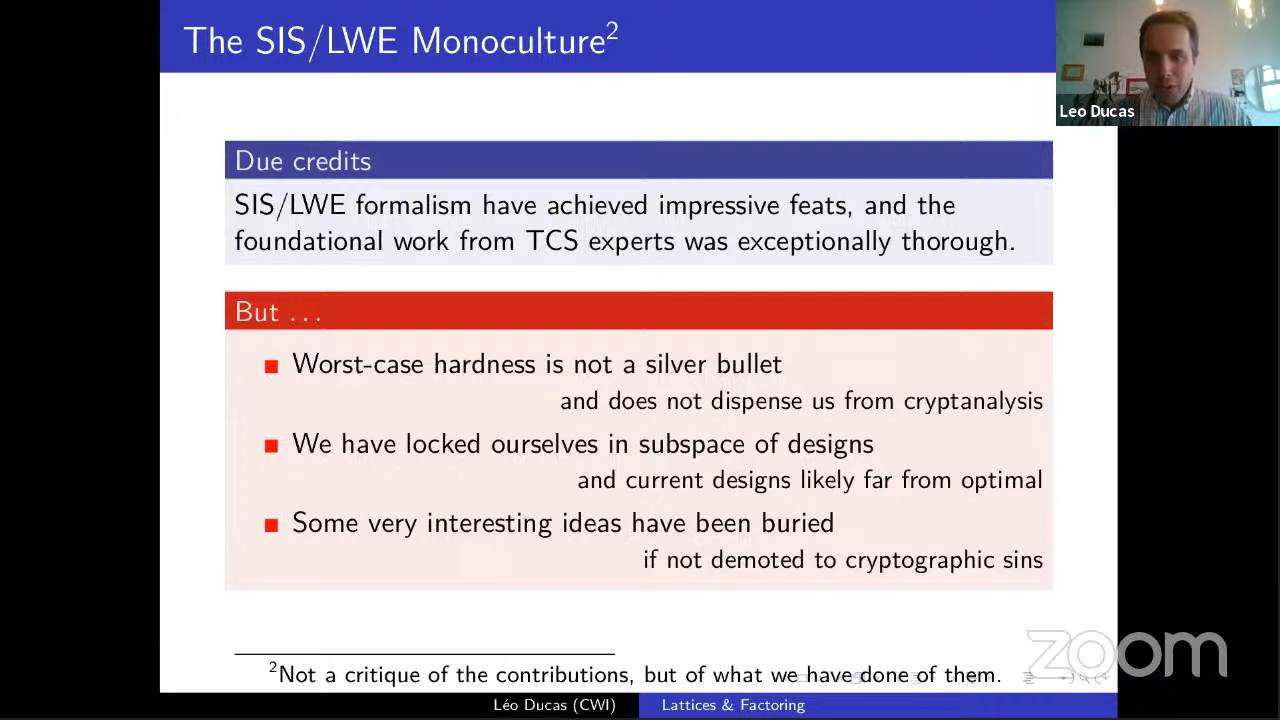 The SIS/LWE Monoculture²
Leo Ducas
Due credits
SIS/LWE formalism have achieved impressive feats, and the
foundational work from TCS experts was exceptionally thorough.
But ...
Worst-case hardness is not a silver bullet
and does not dispense us from cryptanalysis
We have locked ourselves in subspace of designs
and current designs likely far from optimal
Some very interesting ideas have been buried
if not demoted to cryptographic sins
²Not a critique of the contributions, but of what we have done of them.
zoom
Léo Ducas (CWI)
Lattices & Factoring